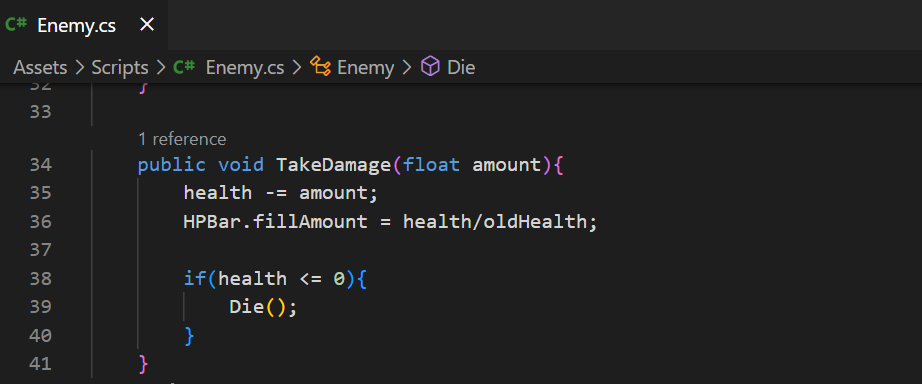 C# Enemy.cs ×
Assets > Scripts > C# Enemy.cs > Enemy > Die
32 }
33
1 reference
34 public void TakeDamage(float amount){
35 health -= amount;
36 HPBar.fillAmount = health/oldHealth;
37
38 if(health <= 0){
39 Die();
40 }
41 }